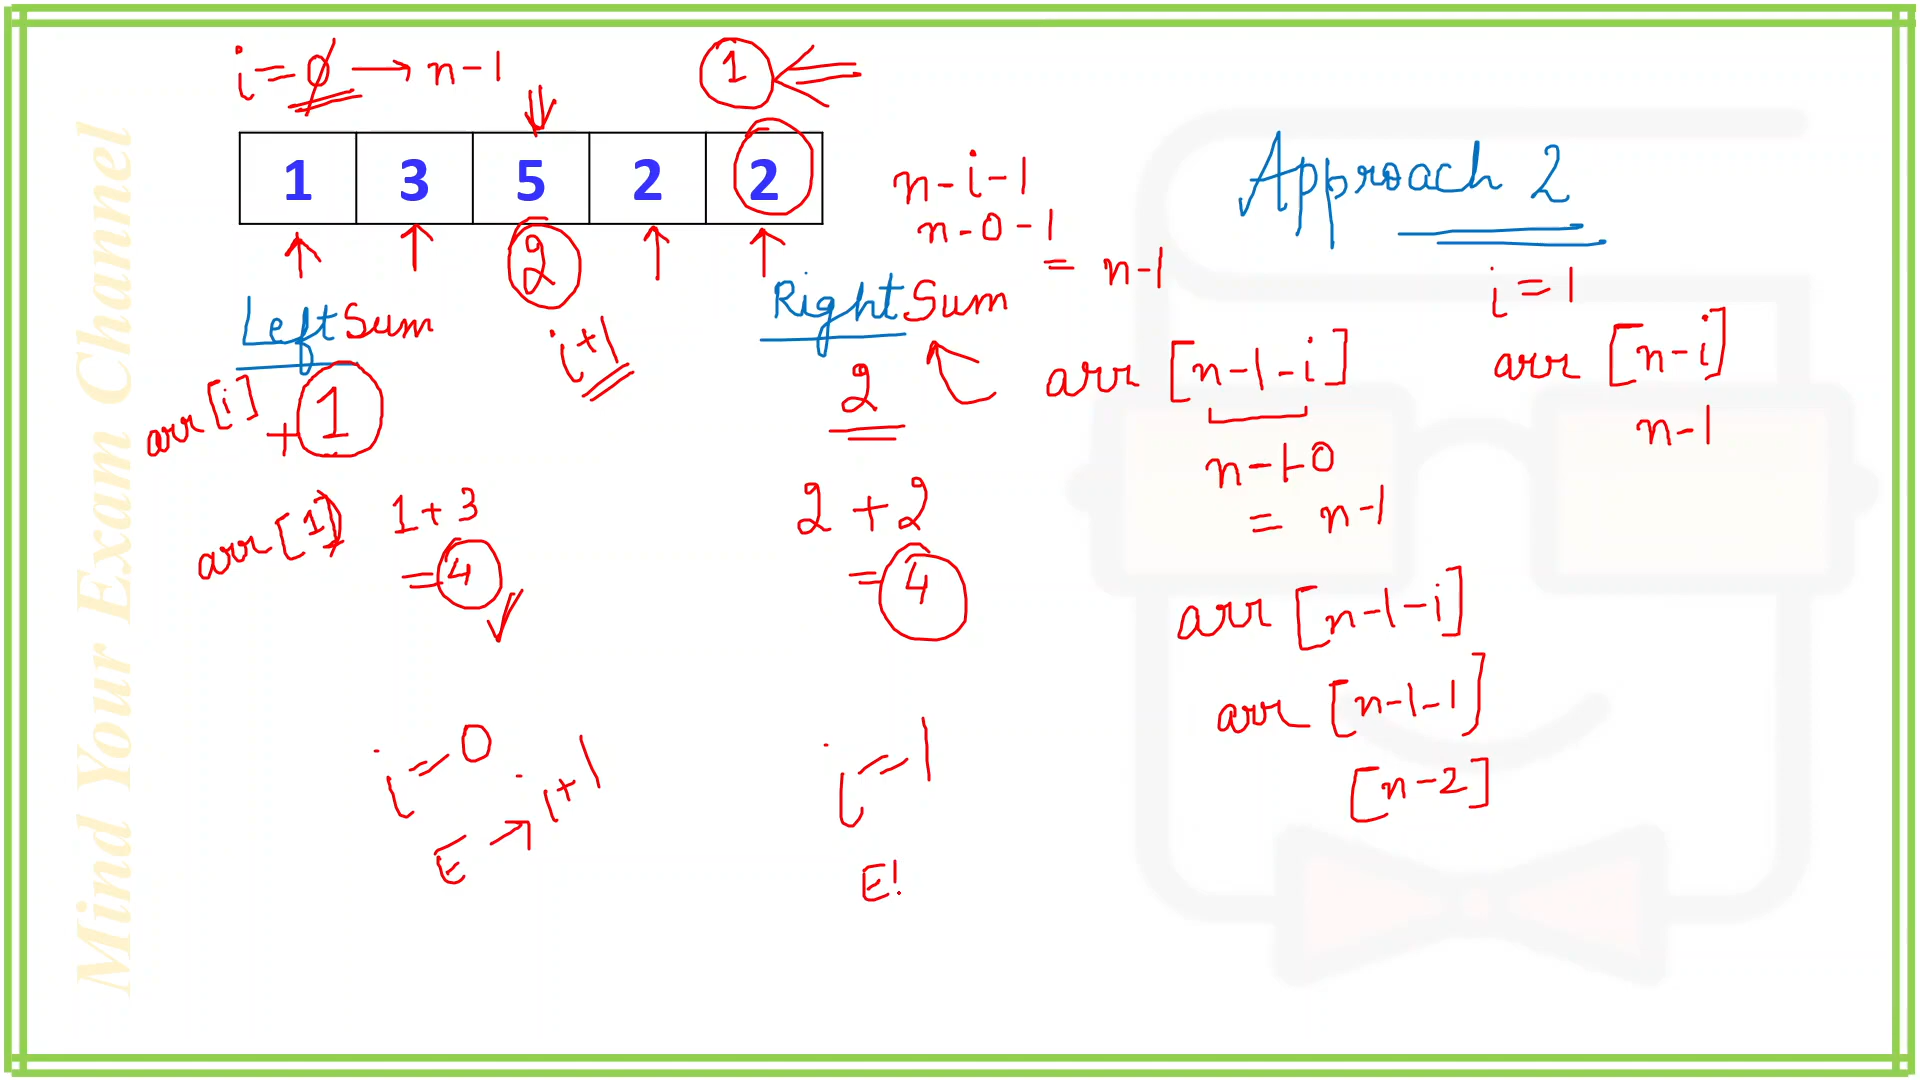 i = 0 → n-1
1
1 3 5 2 2
2
n-i-1
n-0-1
= n-1
Approach 2
LeftSum
i+1
RightSum
i = 1
arr[i] + 1
2
arr [n-1-i]
arr [n-i]
n-1
n-1-0
= n-1
arr[1] 1+3
= 4
2 + 2
= 4
arr [n-1-i]
arr [n-1-1]
[n-2]
i=0
E → i+1
i=1
E!
Mind Your Exam Channel